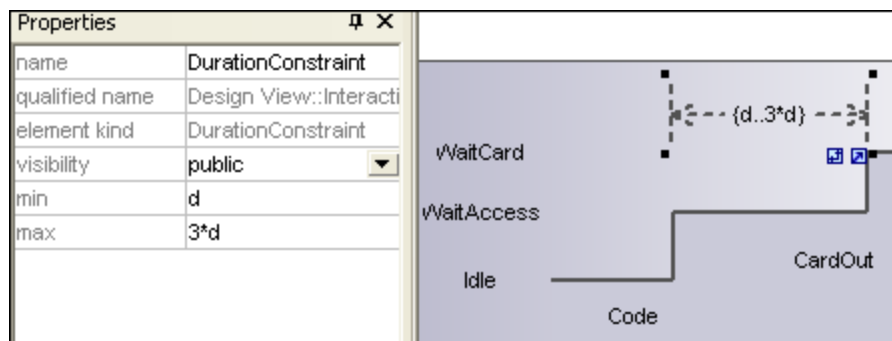 Properties
name DurationConstraint
qualified name Design View::Interacti
element kind DurationConstraint
visibility public
min d
max 3*d
{d..3*d}
WaitCard
WaitAccess
CardOut
Idle
Code